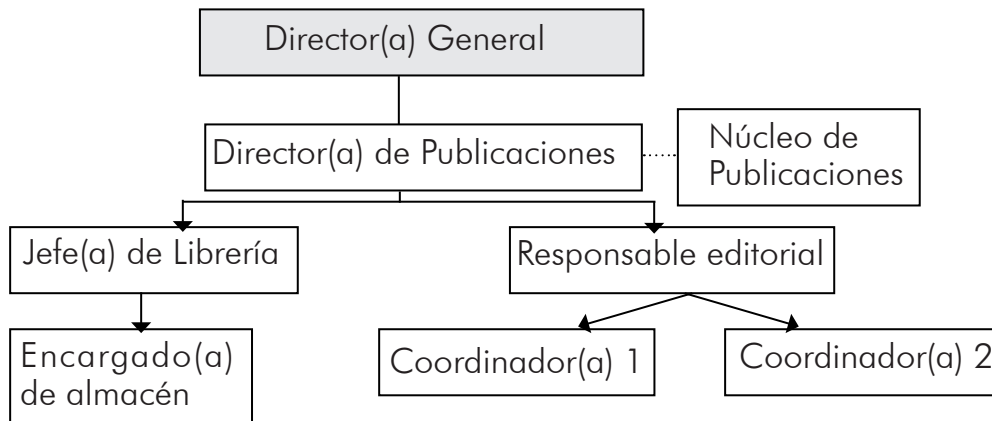 Director(a) General
Director(a) de Publicaciones
Núcleo de
Publicaciones
Jefe(a) de Librería
Responsable editorial
Encargado(a)
de almacén
Coordinador(a) 1
Coordinador(a) 2